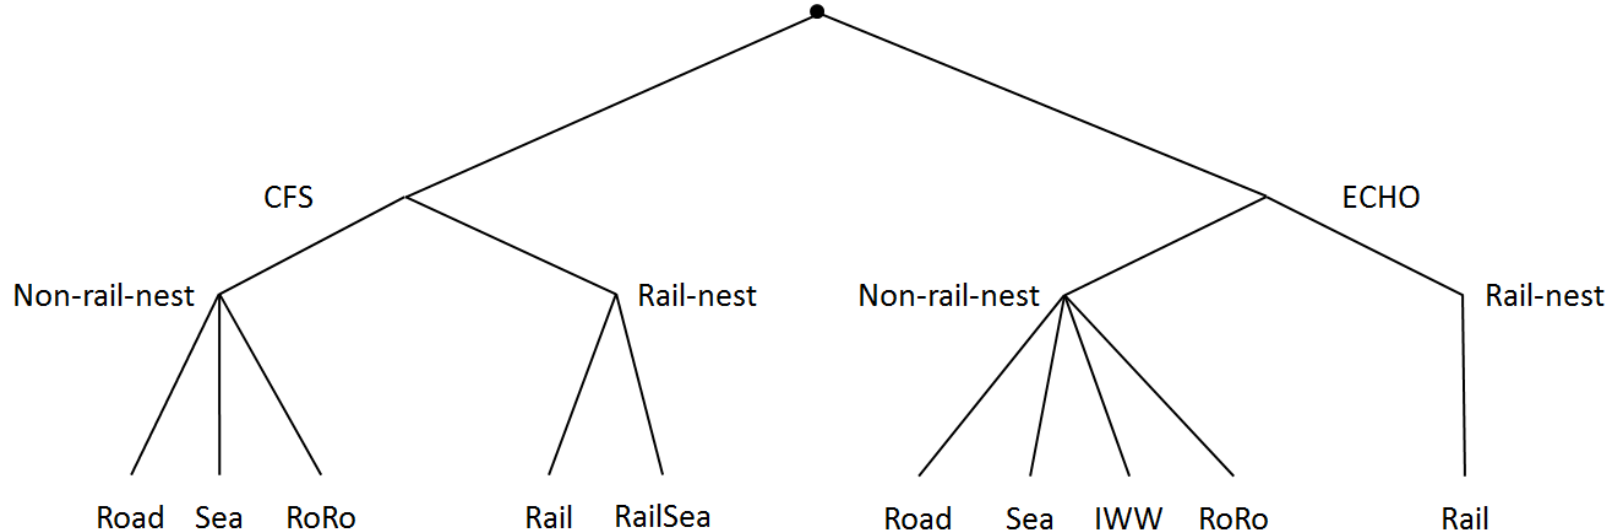 CFS
ECHO
Non-rail-nest
Rail-nest
Non-rail-nest
Rail-nest
Road
Sea
RoRo
Rail
RailSea
Road
Sea
IWW
RoRo
Rail